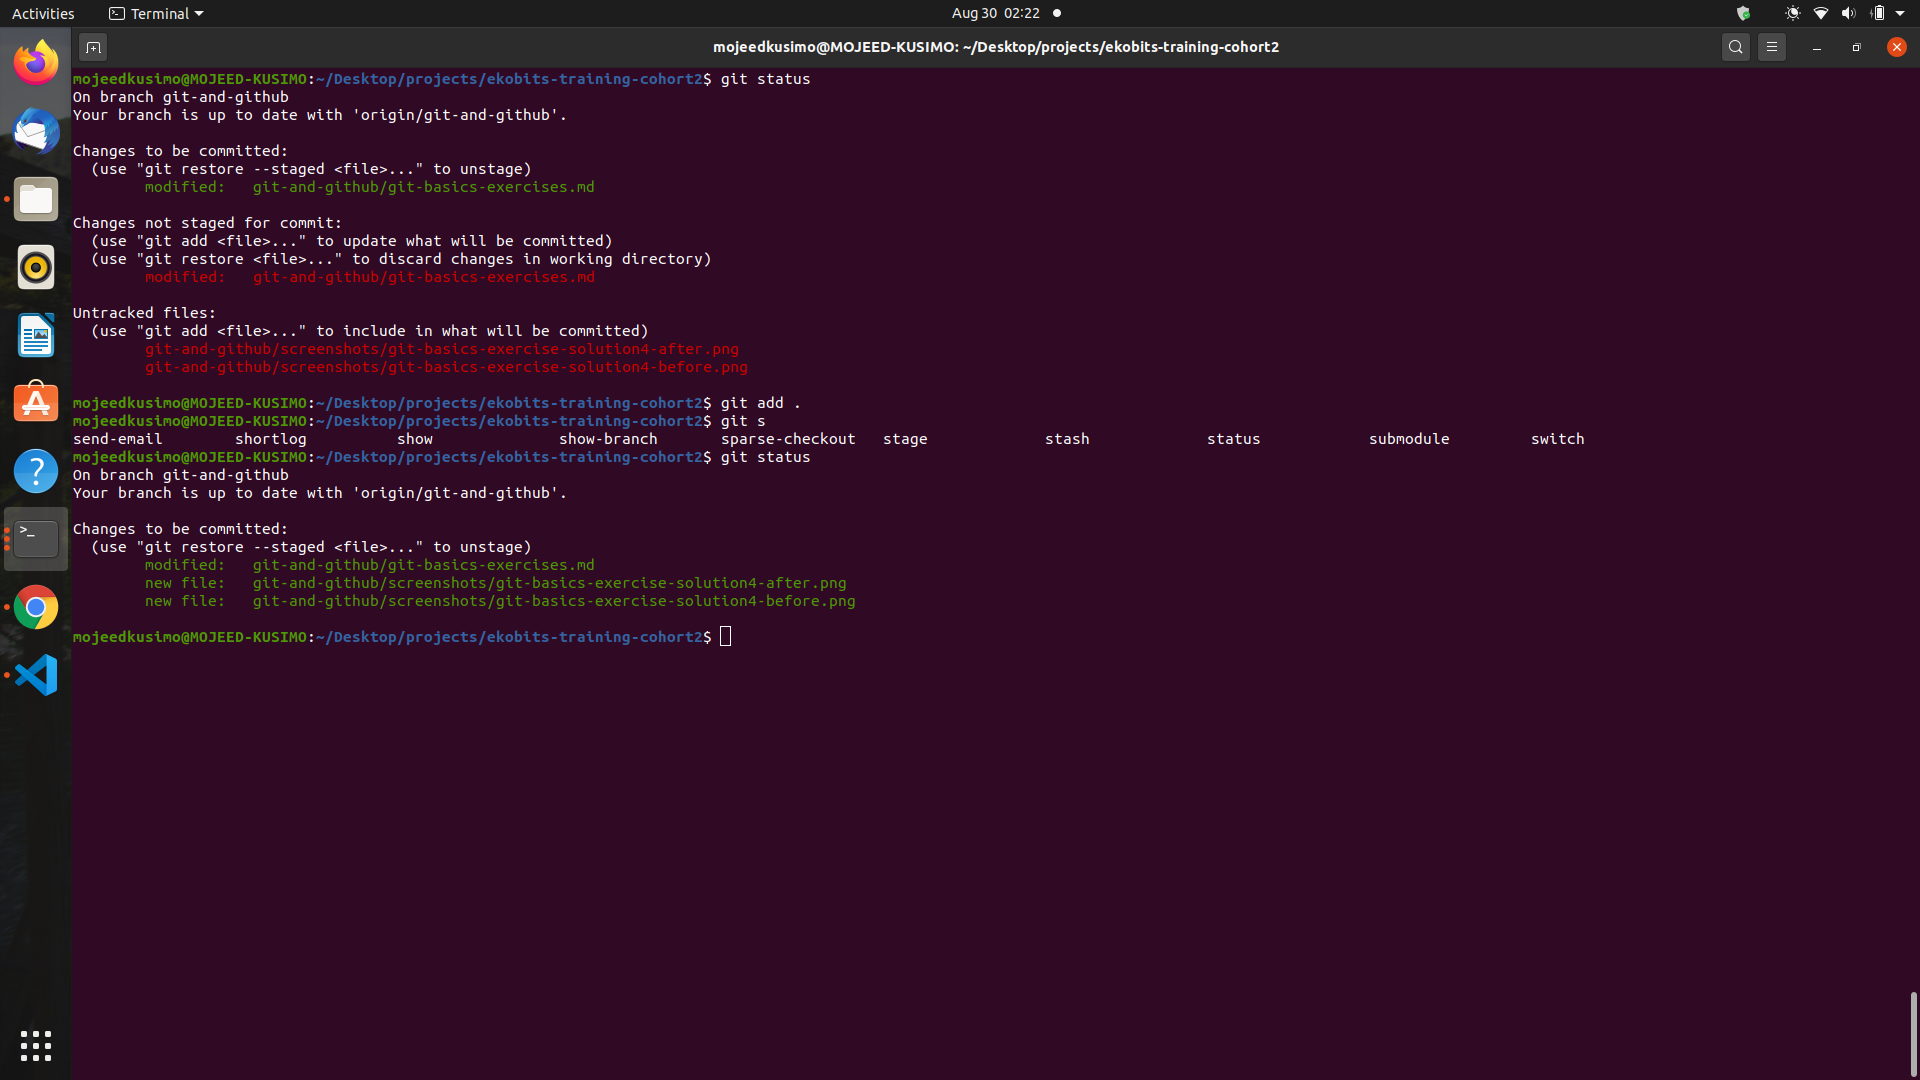 Activities Terminal Aug 30 02:22
mojeedkusimo@MOJEED-KUSIMO: ~/Desktop/projects/ekobits-training-cohort2
mojeedkusimo@MOJEED-KUSIMO:~/Desktop/projects/ekobits-training-cohort2$ git status
On branch git-and-github
Your branch is up to date with 'origin/git-and-github'.
Changes to be committed:
  (use "git restore --staged <file>..." to unstage)
        modified:   git-and-github/git-basics-exercises.md
Changes not staged for commit:
  (use "git add <file>..." to update what will be committed)
  (use "git restore <file>..." to discard changes in working directory)
        modified:   git-and-github/git-basics-exercises.md
Untracked files:
  (use "git add <file>..." to include in what will be committed)
        git-and-github/screenshots/git-basics-exercise-solution4-after.png
        git-and-github/screenshots/git-basics-exercise-solution4-before.png
mojeedkusimo@MOJEED-KUSIMO:~/Desktop/projects/ekobits-training-cohort2$ git add .
mojeedkusimo@MOJEED-KUSIMO:~/Desktop/projects/ekobits-training-cohort2$ git s
send-email        shortlog          show              show-branch       sparse-checkout   stage             stash             status            submodule         switch
mojeedkusimo@MOJEED-KUSIMO:~/Desktop/projects/ekobits-training-cohort2$ git status
On branch git-and-github
Your branch is up to date with 'origin/git-and-github'.
Changes to be committed:
  (use "git restore --staged <file>..." to unstage)
        modified:   git-and-github/git-basics-exercises.md
        new file:   git-and-github/screenshots/git-basics-exercise-solution4-after.png
        new file:   git-and-github/screenshots/git-basics-exercise-solution4-before.png
mojeedkusimo@MOJEED-KUSIMO:~/Desktop/projects/ekobits-training-cohort2$